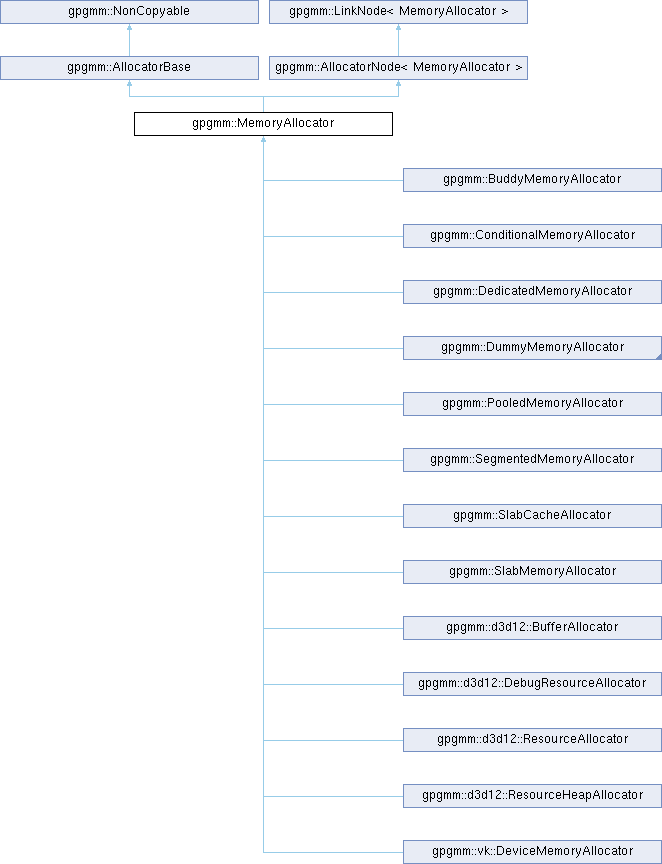 gpgmm::NonCopyable
gpgmm::LinkNode< MemoryAllocator >
gpgmm::AllocatorBase
gpgmm::AllocatorNode< MemoryAllocator >
gpgmm::MemoryAllocator
gpgmm::BuddyMemoryAllocator
gpgmm::ConditionalMemoryAllocator
gpgmm::DedicatedMemoryAllocator
gpgmm::DummyMemoryAllocator
gpgmm::PooledMemoryAllocator
gpgmm::SegmentedMemoryAllocator
gpgmm::SlabCacheAllocator
gpgmm::SlabMemoryAllocator
gpgmm::d3d12::BufferAllocator
gpgmm::d3d12::DebugResourceAllocator
gpgmm::d3d12::ResourceAllocator
gpgmm::d3d12::ResourceHeapAllocator
gpgmm::vk::DeviceMemoryAllocator